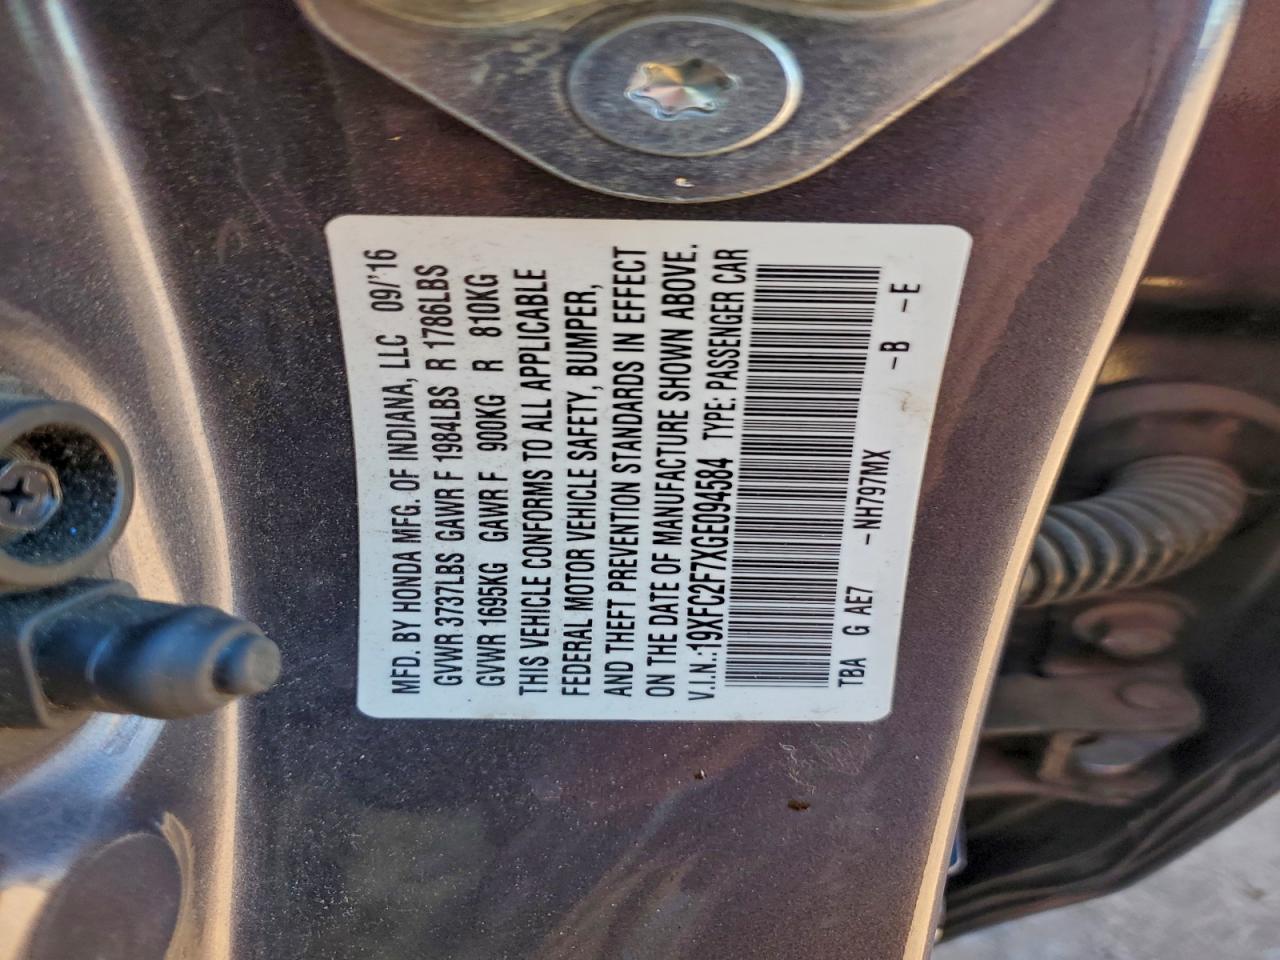 MFD. BY HONDA MFG. OF INDIANA, LLC 09/'16
GVWR 3737LBS GAWR F 1984LBS R 1786LBS
GVWR 1695KG GAWR F 900KG R 810KG
THIS VEHICLE CONFORMS TO ALL APPLICABLE
FEDERAL MOTOR VEHICLE SAFETY, BUMPER,
AND THEFT PREVENTION STANDARDS IN EFFECT
ON THE DATE OF MANUFACTURE SHOWN ABOVE.
V.I.N.:19XFC2F7XGE094584 TYPE: PASSENGER CAR
TBA G AE7 -NH797MX -B -E